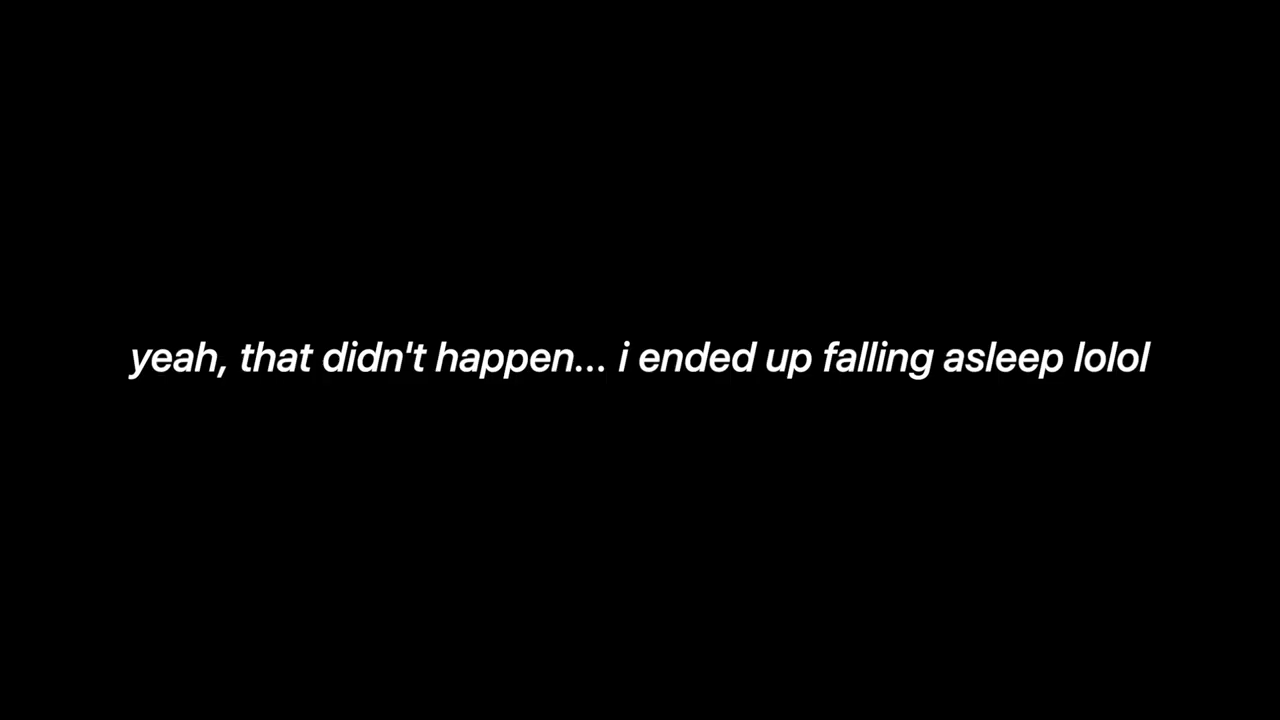 yeah, that didn't happen... i ended up falling asleep lolol